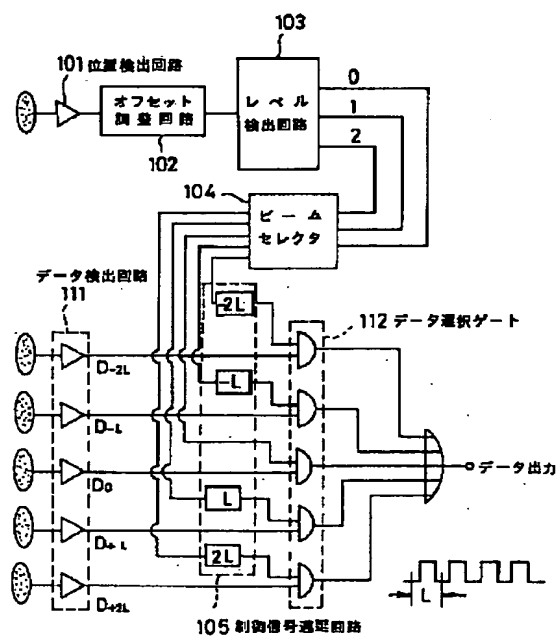 103
101 位置検出回路
オフセット
調整回路
102
レベル
検出回路
0
1
2
104
ビーム
セレクタ
データ検出回路
111
-2L
112 データ選択ゲート
D-2L
-L
D-L
D0
データ出力
L
D+L
2L
D+2L
L
105 制御信号遅延回路